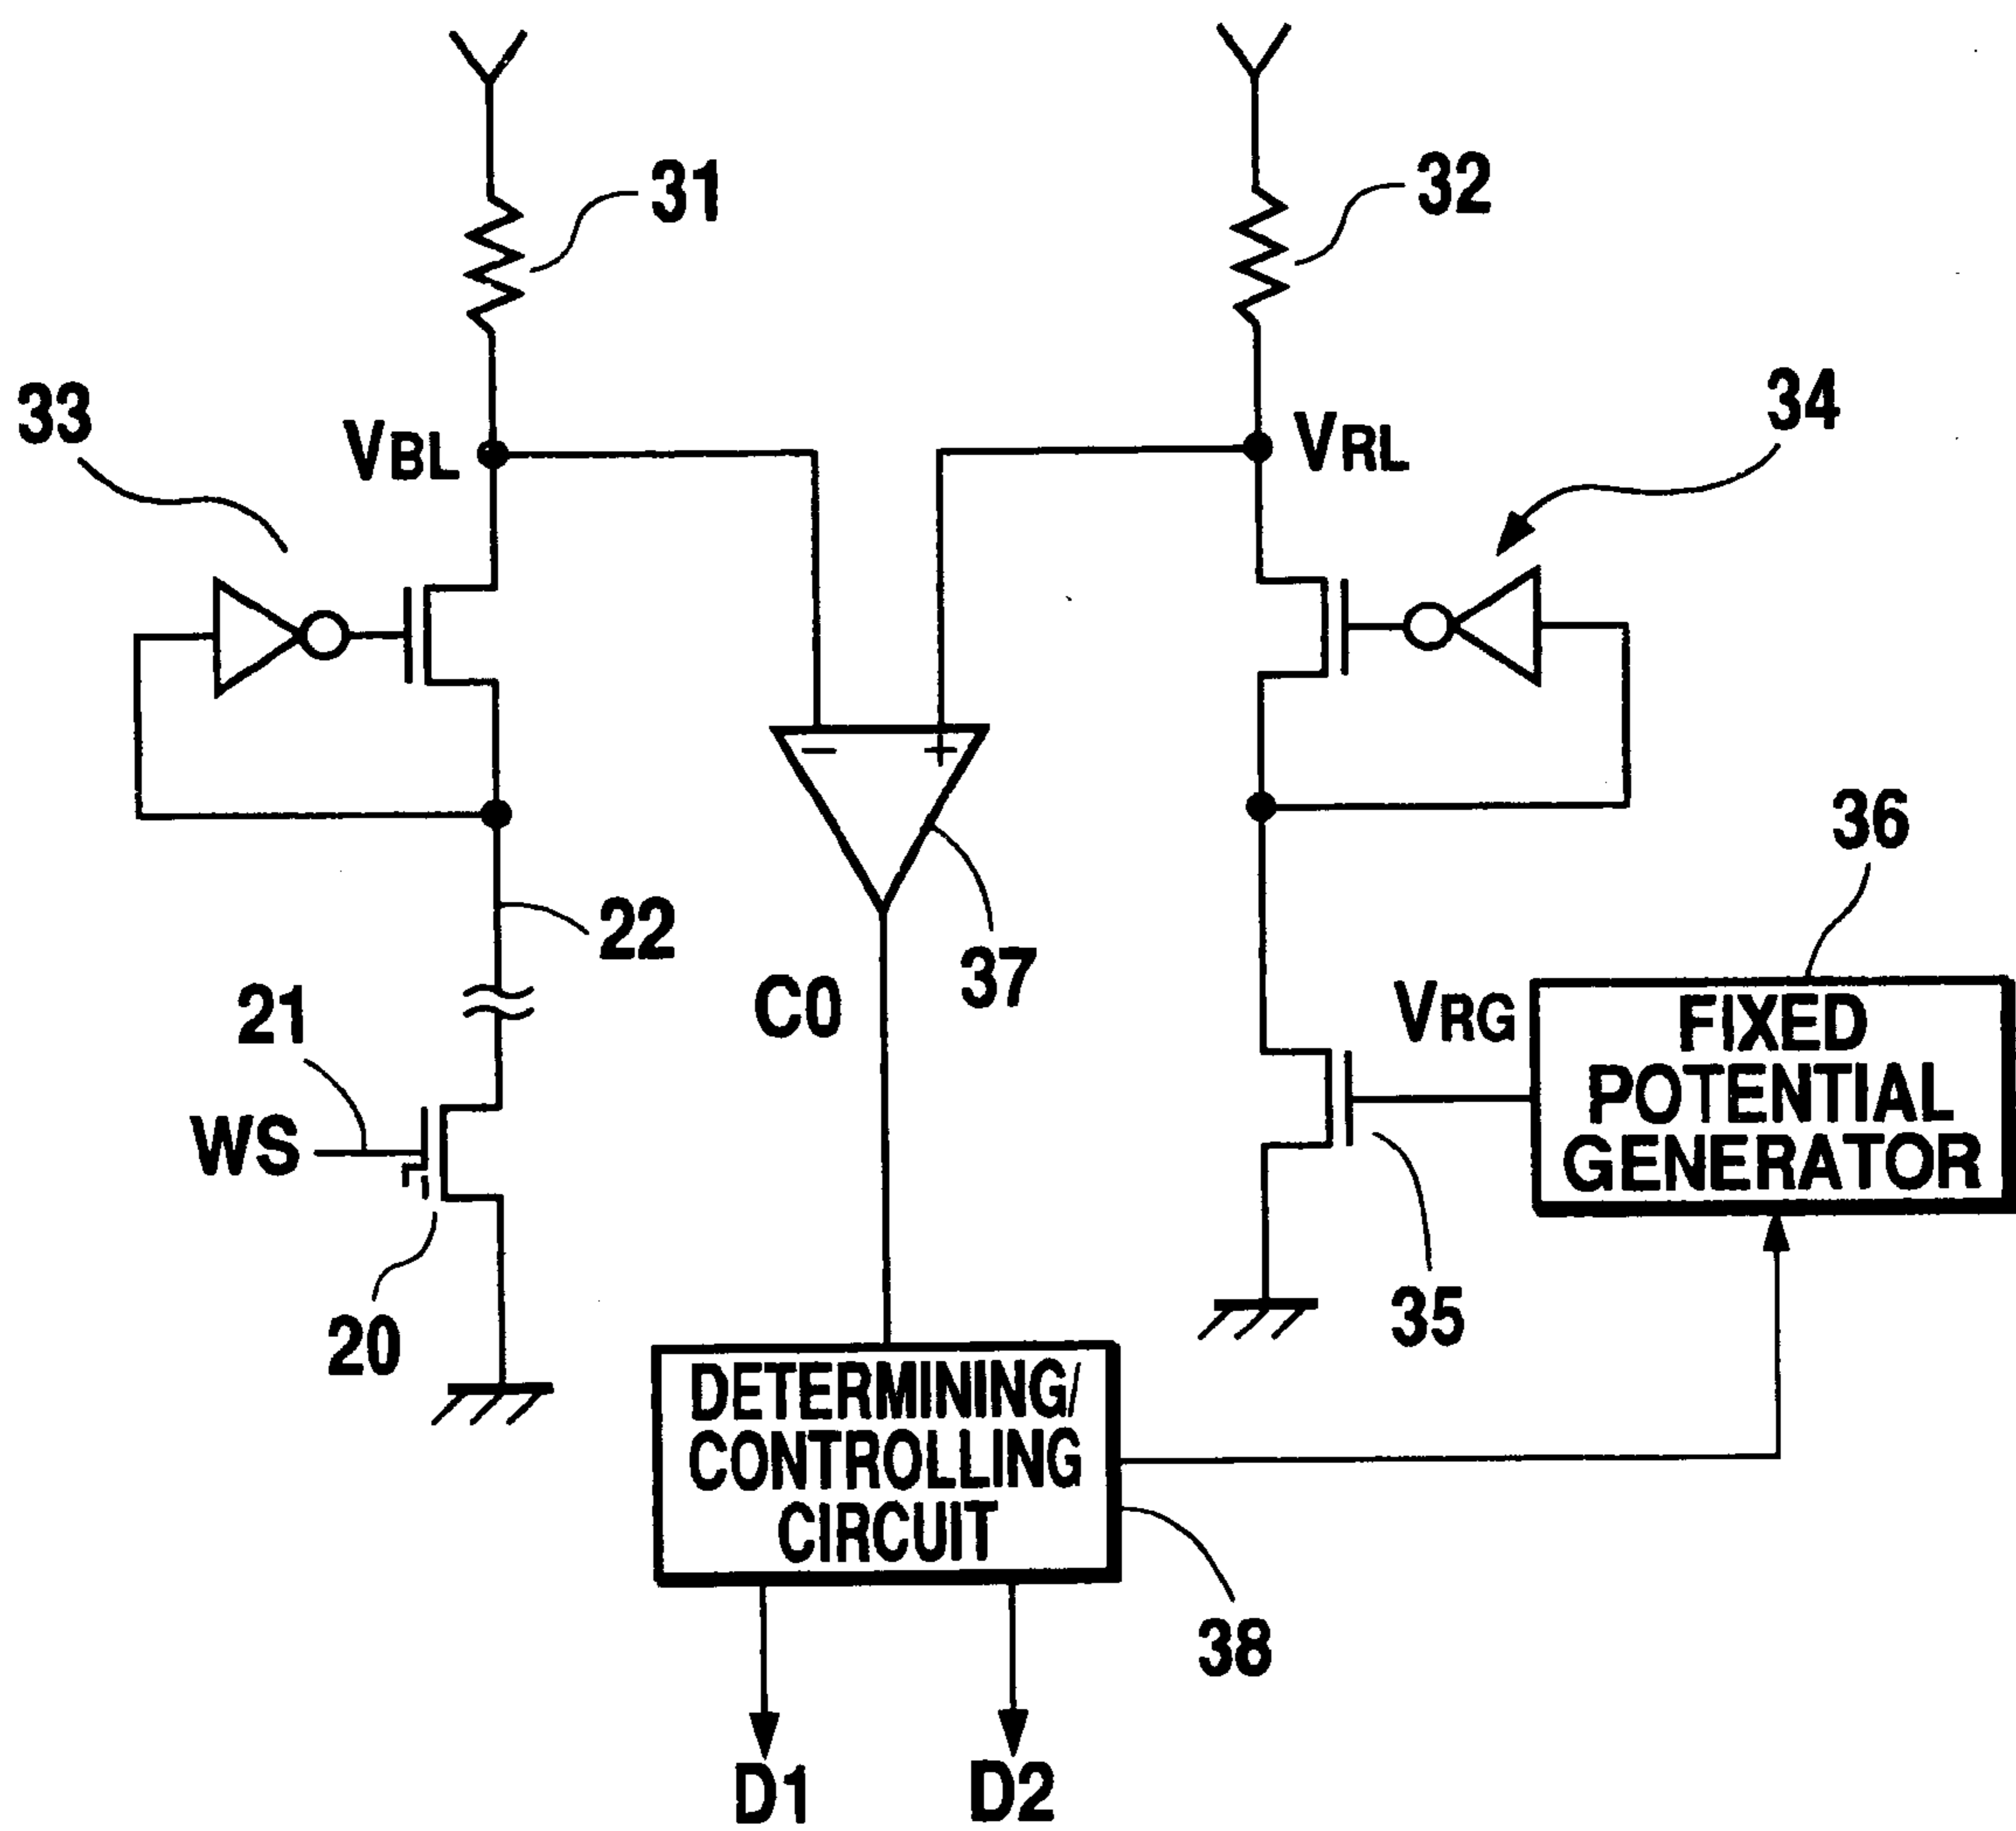 31
32
33
VBL
VRL
34
−
+
36
22
37
21
C0
VRG
FIXED
POTENTIAL
GENERATOR
WS
20
35
DETERMINING/
CONTROLLING
CIRCUIT
38
D1
D2